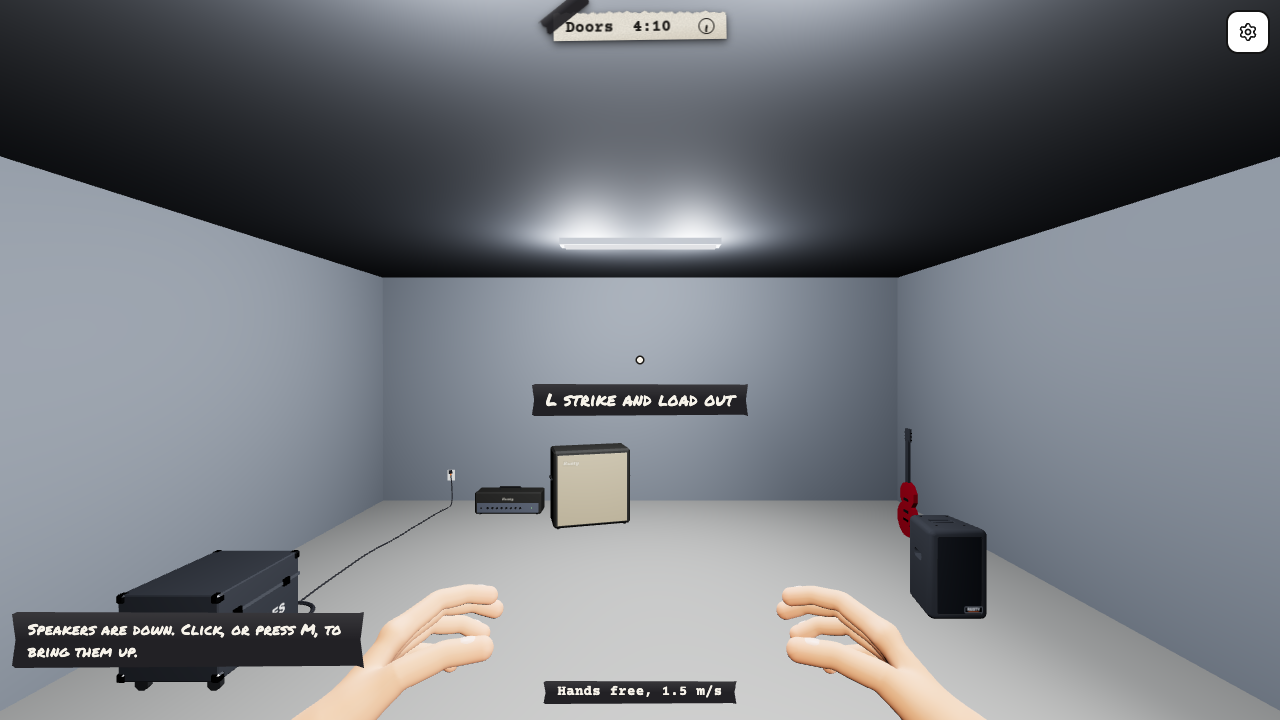 Doors 4:10
L STRIKE AND LOAD OUT
SPEAKERS ARE DOWN. CLICK, OR PRESS M, TO
BRING THEM UP.
Hands free, 1.5 m/s